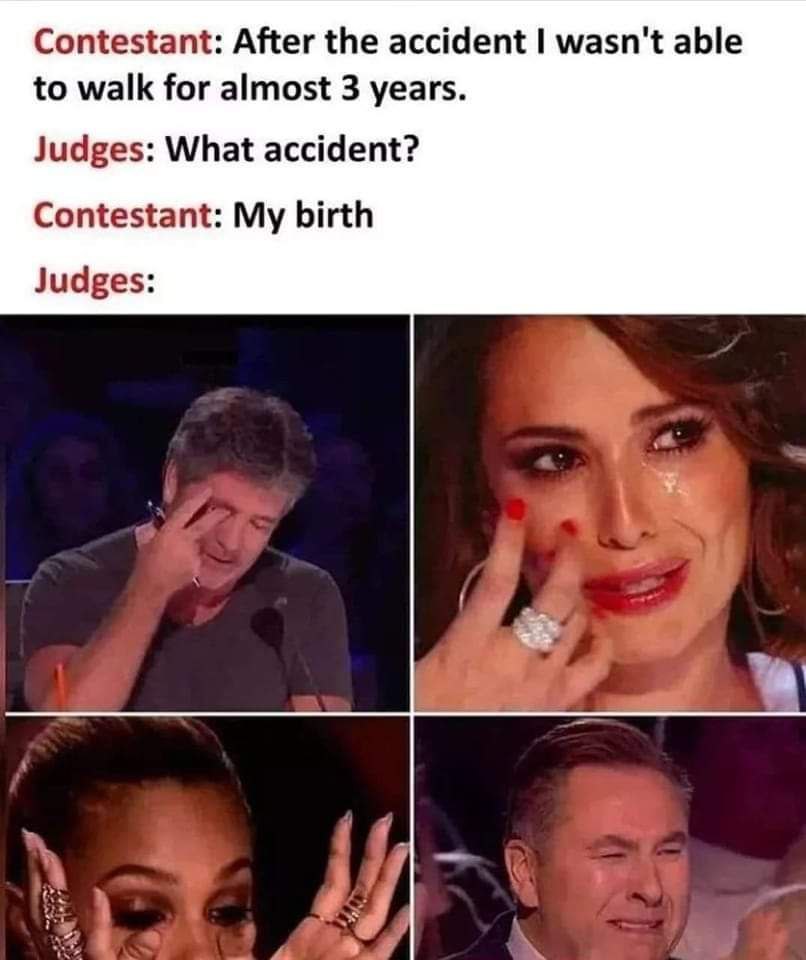 Contestant: After the accident I wasn't able
to walk for almost 3 years.
Judges: What accident?
Contestant: My birth
Judges: